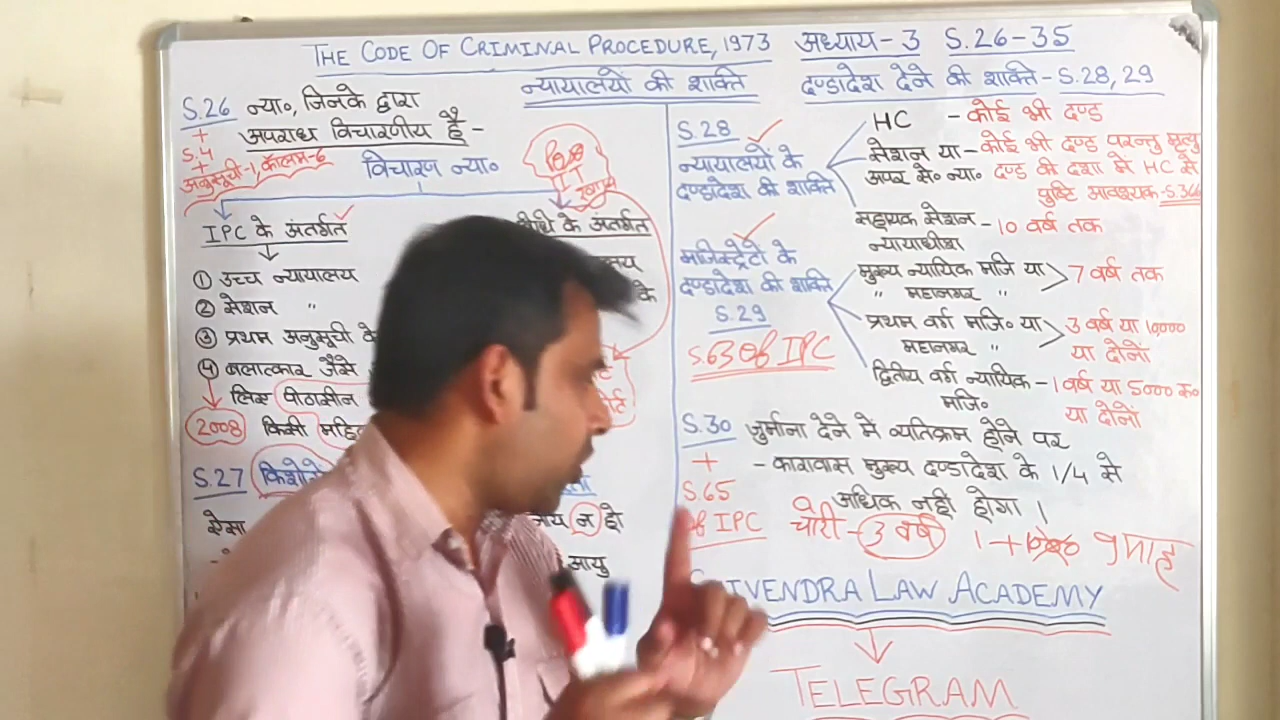 THE CODE OF CRIMINAL PROCEDURE, 1973 अध्याय-3 S.26-35
न्यायालयों की शक्ति
S.26 न्या०, जिनके द्वारा
अपराध विचारणीय है -
+
S.4
+
अनुसूची-1, कालम-6
विचारण न्या०
IPC के अंतर्गत
के अंतर्गत
① उच्च न्यायालय
② सेशन "
③ प्रथम अनुसूची के
④ बलात्कार जैसे
लिए पीठासीन
2008 किसी
S.27
ऐसा
न हो
आयु
दण्डादेश देने की शक्ति - S.28, 29
S.28
न्यायालयों के
दण्डादेश की शक्ति
HC - कोई भी दण्ड
सेशन या - कोई भी दण्ड परन्तु मृत्यु
अपर से० न्या० दण्ड की दशा मे HC से
पुष्टि आवश्यक - S.366
सहायक सेशन - 10 वर्ष तक
न्यायाधीश
मजिस्ट्रेटो के
दण्डादेश की शक्ति
S.29
S.63 of IPC
मुख्य न्यायिक मजि या 7 वर्ष तक
" महानगर "
प्रथम वर्ग मजि० या 3 वर्ष या 10,000
महानगर " या दोनों
द्वितीय वर्ग न्यायिक - 1 वर्ष या 5000 रू०
मजि० या दोनों
S.30 जुर्माना देने मे व्यतिक्रम होने पर
+ - कारावास मुख्य दण्डादेश के 1/4 से
S.65 अधिक नहीं होगा ।
of IPC चोरी - 3 वर्ष 1+ 9 माह
VENDRA LAW ACADEMY
TELEGRAM